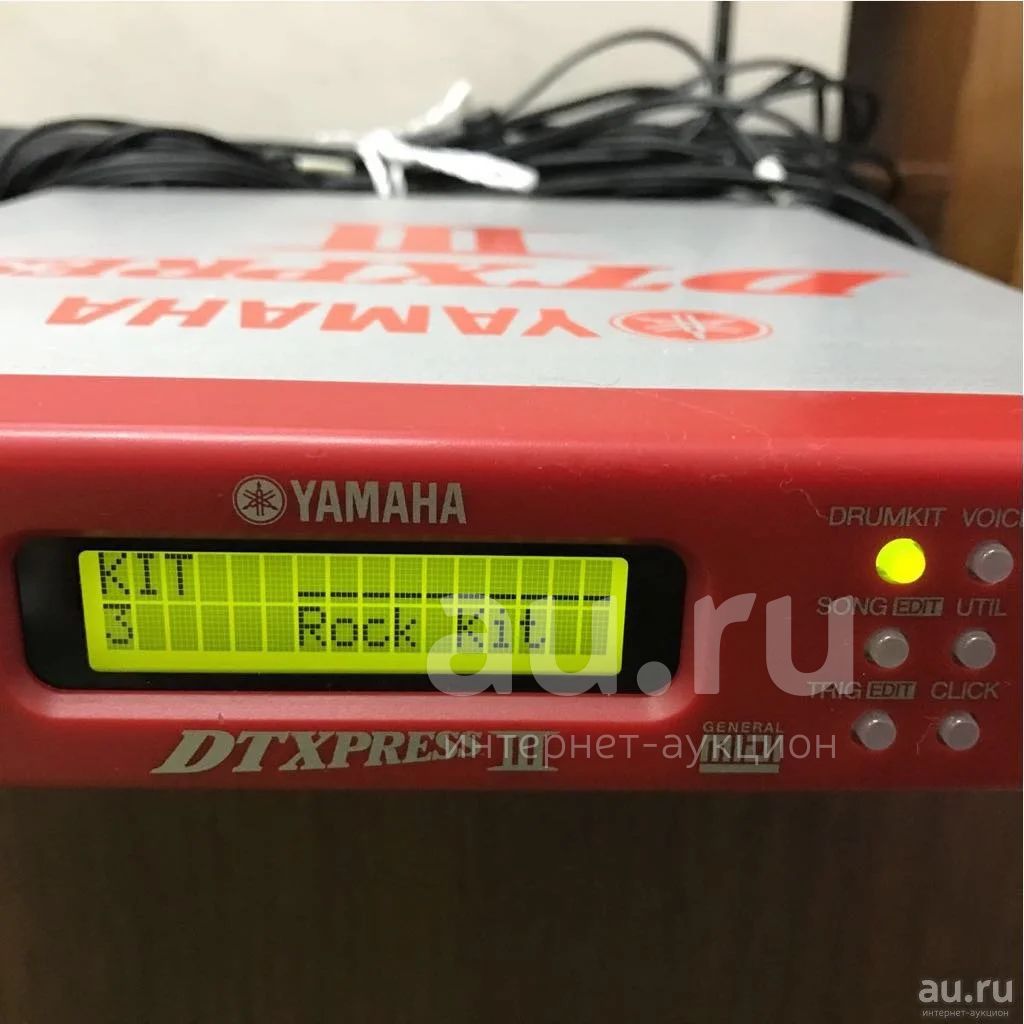 III
DTXPRESS
YAMAHA
YAMAHA
DRUMKIT VOICE
KIT
3 Rock Kit
SONG EDIT UTIL
TRIG EDIT CLICK
DTXPRESS III
GENERAL
MIDI
au.ru
интернет-аукцион
au.ru
интернет-аукцион